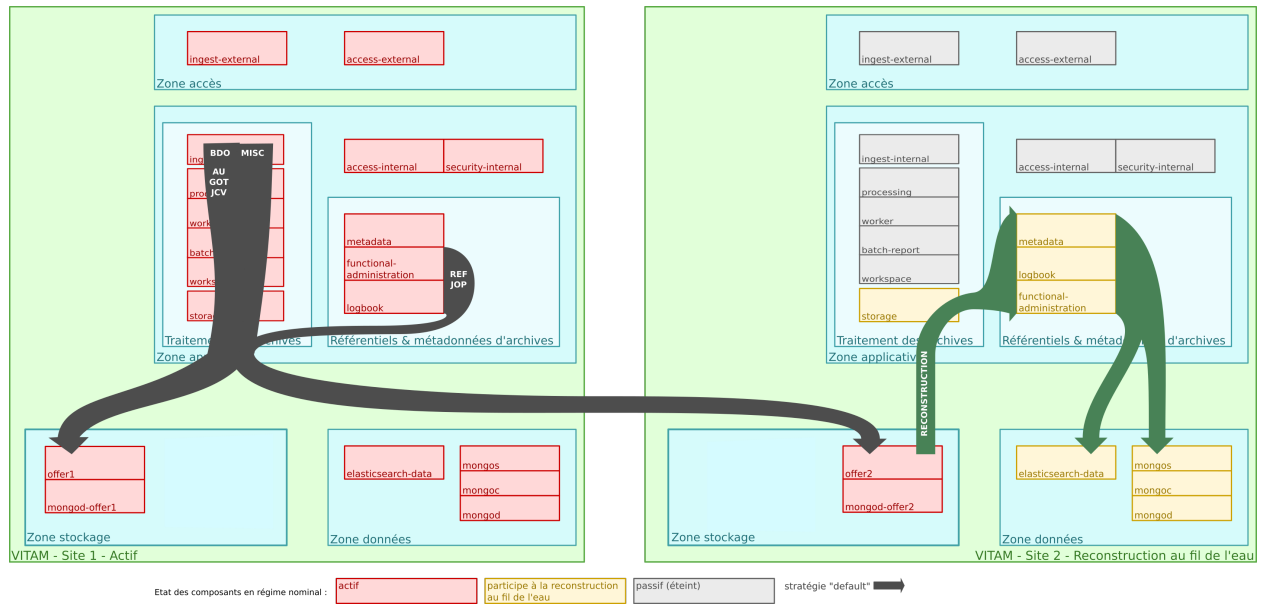 ingest-external
access-external
Zone accès
BDO
MISC
AU
GOT
JCV
access-internal
security-internal
metadata
functional-
administration
logbook
REF
JOP
Référentiels & métadonnées d'archives
offer1
mongod-offer1
Zone stockage
elasticsearch-data
mongos
mongoc
mongod
Zone données
VITAM - Site 1 - Actif
ingest-external
access-external
Zone accès
ingest-internal
processing
worker
batch-report
workspace
storage
Traitement des archives
access-internal
security-internal
metadata
logbook
functional-
administration
Référentiels & d'archives
Zone applicative
RECONSTRUCTION
offer2
mongod-offer2
Zone stockage
elasticsearch-data
mongos
mongoc
mongod
Zone données
VITAM - Site 2 - Reconstruction au fil de l'eau
Etat des composants en régime nominal :
actif
participe à la reconstruction
au fil de l'eau
passif (éteint)
stratégie "default"